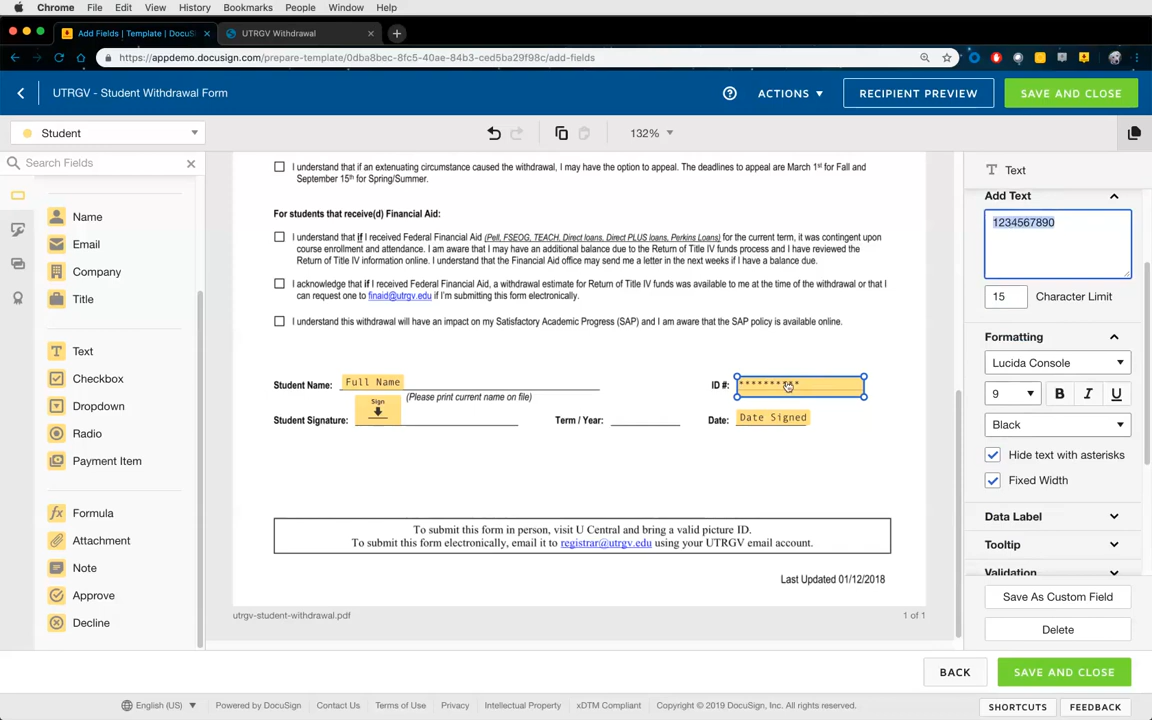 Chrome File Edit View History Bookmarks People Window Help
Add Fields | Template | DocuS
UTRGV Withdrawal
https://appdemo.docusign.com/prepare-template/0dba8bec-8fc5-40ae-84b3-ced5ba29f98c/add-fields
UTRGV - Student Withdrawal Form
ACTIONS
RECIPIENT PREVIEW
SAVE AND CLOSE
Student
132%
Search Fields
Name
Email
Company
Title
Text
Checkbox
Dropdown
Radio
Payment Item
Formula
Attachment
Note
Approve
Decline
I understand that if an extenuating circumstance caused the withdrawal, I may have the option to appeal. The deadlines to appeal are March 1st for Fall and
September 15th for Spring/Summer.
For students that receive(d) Financial Aid:
I understand that if I received Federal Financial Aid (Pell, FSEOG, TEACH, Direct loans, Direct PLUS loans, Perkins Loans) for the current term, it was contingent upon
course enrollment and attendance. I am aware that I may have an additional balance due to the Return of Title IV funds process and I have reviewed the
Return of Title IV information online. I understand that the Financial Aid office may send me a letter in the next weeks if I have a balance due.
I acknowledge that if I received Federal Financial Aid, a withdrawal estimate for Return of Title IV funds was available to me at the time of the withdrawal or that I
can request one to finaid@utrgv.edu if I'm submitting this form electronically.
I understand this withdrawal will have an impact on my Satisfactory Academic Progress (SAP) and I am aware that the SAP policy is available online.
Student Name: Full Name ID #: **********
(Please print current name on file)
Sign
Student Signature: Term / Year: Date: Date Signed
To submit this form in person, visit U Central and bring a valid picture ID.
To submit this form electronically, email it to registrar@utrgv.edu using your UTRGV email account.
Last Updated 01/12/2018
utrgv-student-withdrawal.pdf 1 of 1
Text
Add Text
1234567890
15 Character Limit
Formatting
Lucida Console
9 B I U
Black
Hide text with asterisks
Fixed Width
Data Label
Tooltip
Validation
Save As Custom Field
Delete
BACK
SAVE AND CLOSE
English (US) Powered by DocuSign Contact Us Terms of Use Privacy Intellectual Property xDTM Compliant Copyright © 2019 DocuSign, Inc. All rights reserved.
SHORTCUTS
FEEDBACK